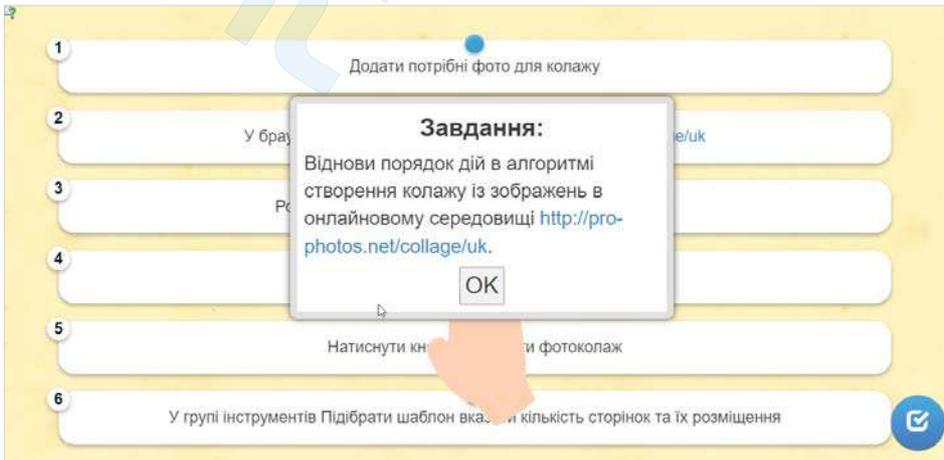 1
Додати потрібні фото для колажу
2
У e/uk
3
4
5
Натиснути фотоколаж
6
У групі інструментів Підібрати шаблон кількість сторінок та їх розміщення
Завдання:
Віднови порядок дій в алгоритмі
створення колажу із зображень в
онлайновому середовищі http://pro-
photos.net/collage/uk.
OK